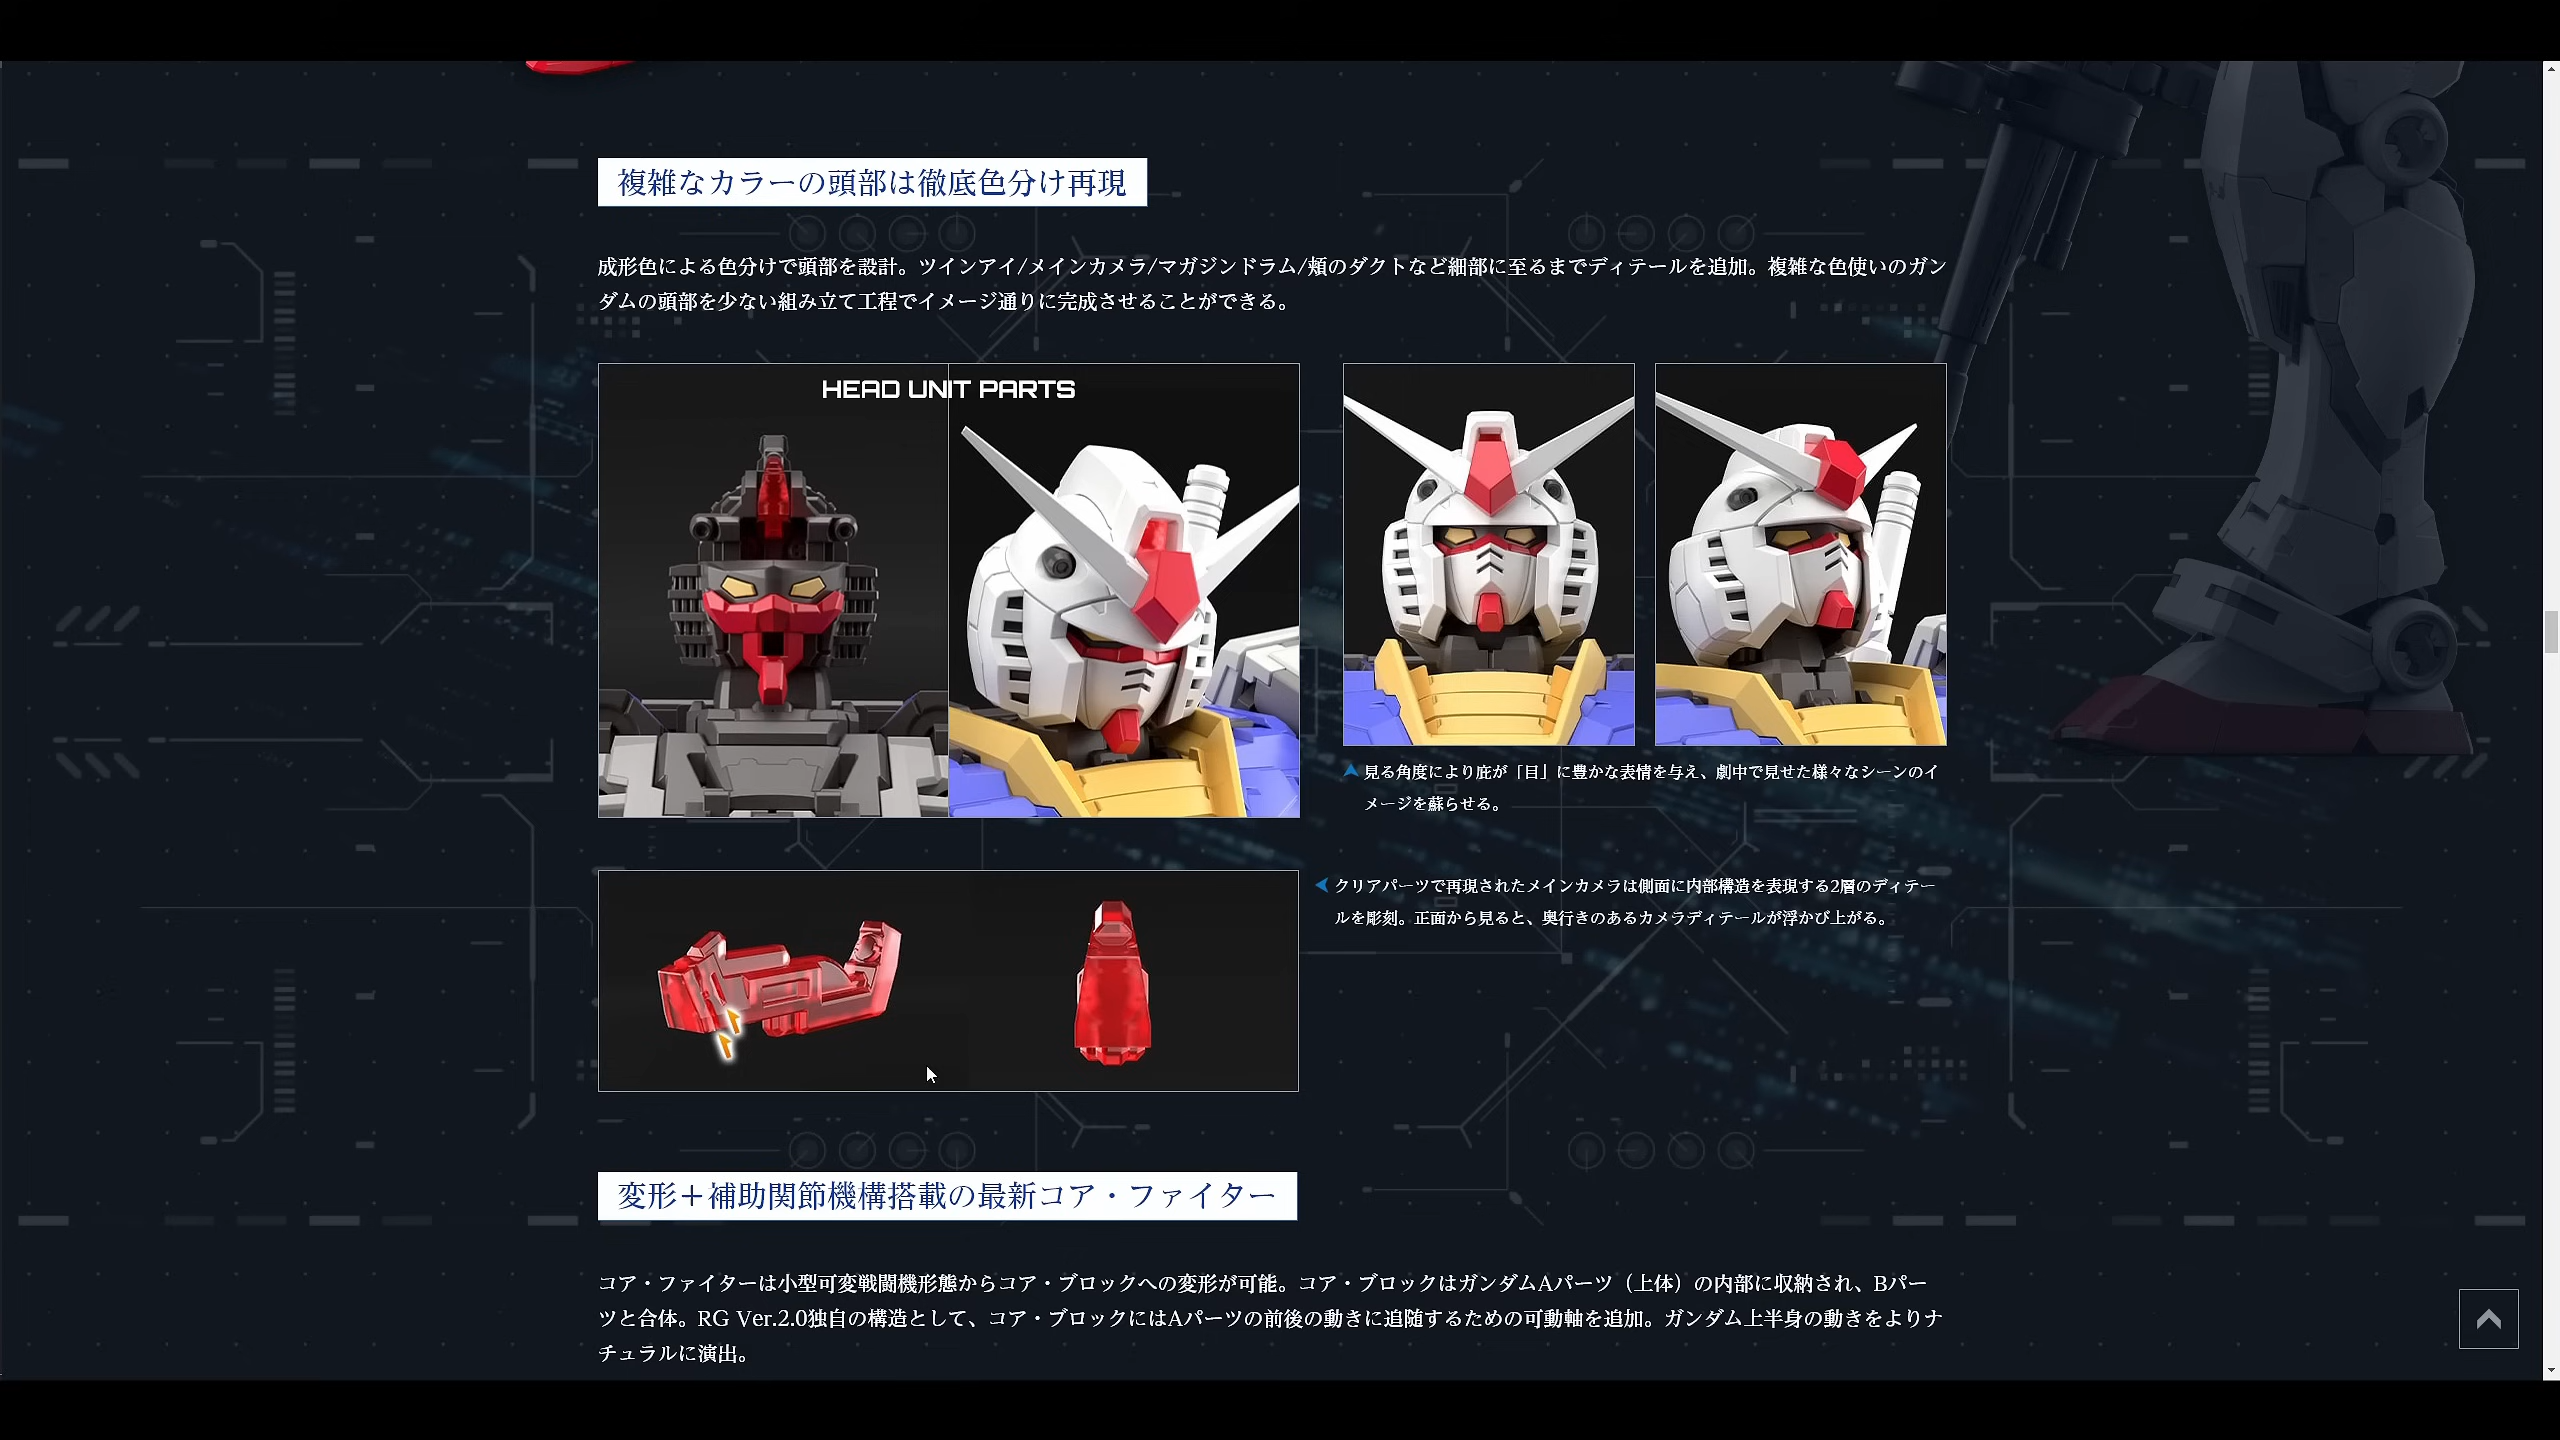 複雑なカラーの頭部は徹底色分け再現
成形色による色分けで頭部を設計。ツインアイ/メインカメラ/マガジンドラム/頬のダクトなど細部に至るまでディテールを追加。複雑な色使いのガン
ダムの頭部を少ない組み立て工程でイメージ通りに完成させることができる。
HEAD UNIT PARTS
見る角度により庇が「目」に豊かな表情を与え、劇中で見せた様々なシーンのイ
メージを蘇らせる。
クリアパーツで再現されたメインカメラは側面に内部構造を表現する2層のディテー
ルを彫刻。正面から見ると、奥行きのあるカメラディテールが浮かび上がる。
変形＋補助関節機構搭載の最新コア・ファイター
コア・ファイターは小型可変戦闘機形態からコア・ブロックへの変形が可能。コア・ブロックはガンダムAパーツ（上体）の内部に収納され、Bパー
ツと合体。RG Ver.2.0独自の構造として、コア・ブロックにはAパーツの前後の動きに追随するための可動軸を追加。ガンダム上半身の動きをよりナ
チュラルに演出。